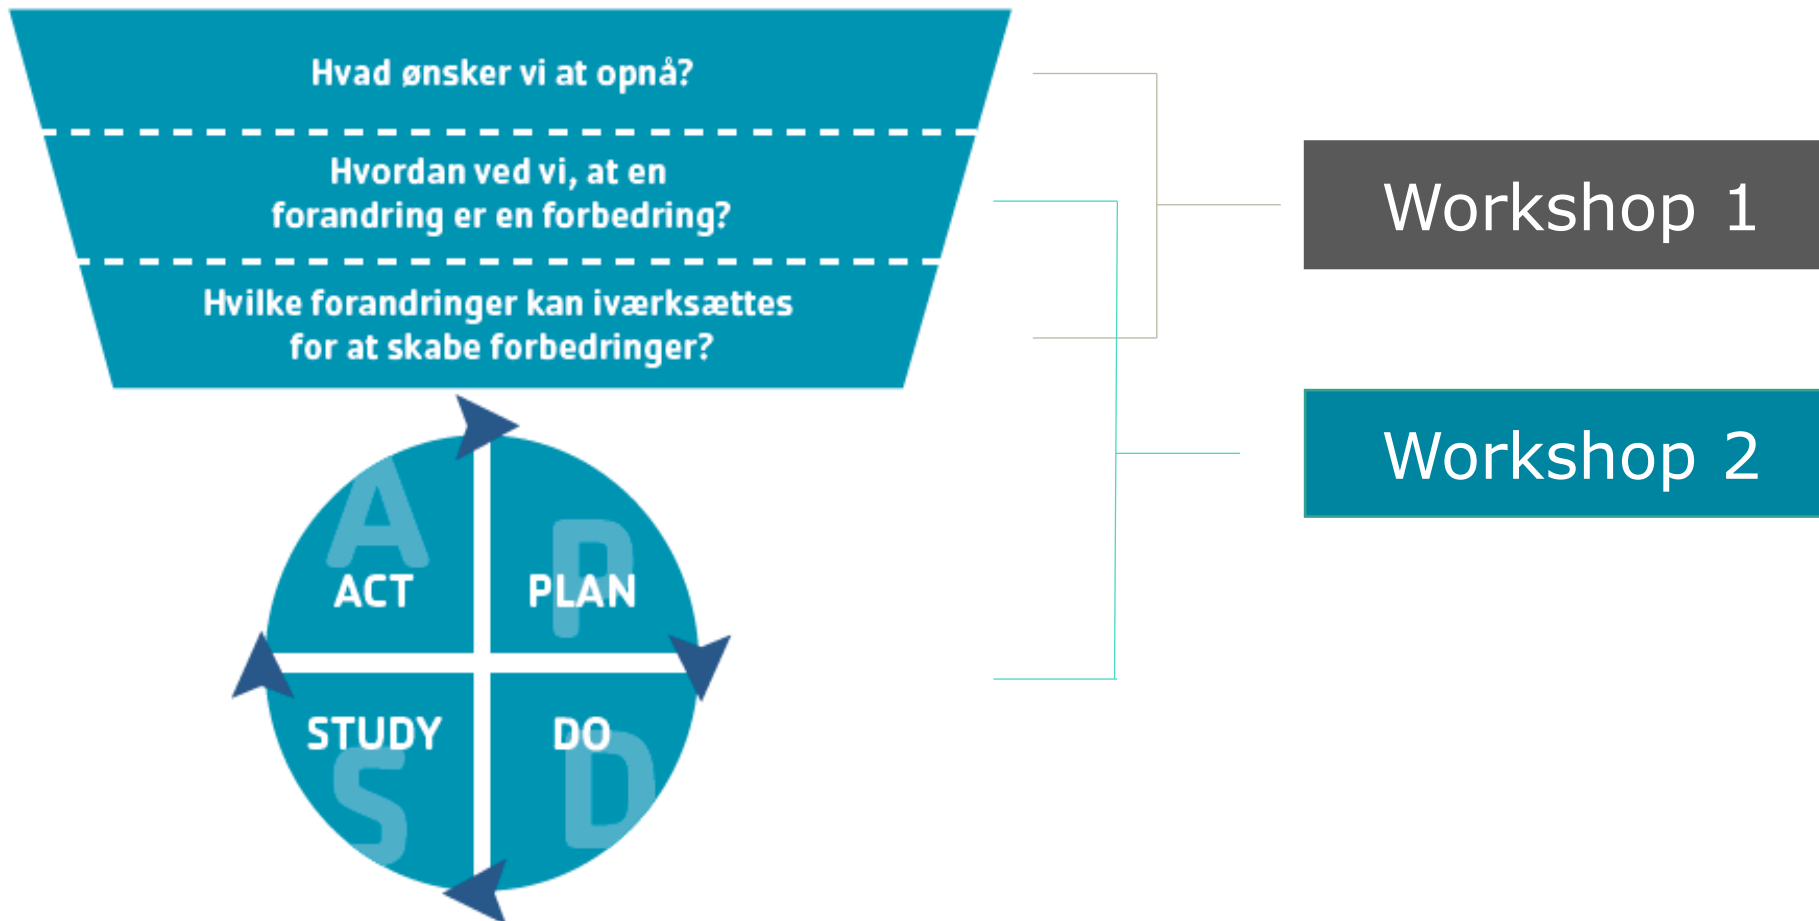 Hvad ønsker vi at opnå?
Hvordan ved vi, at en
forandring er en forbedring?
Hvilke forandringer kan iværksættes
for at skabe forbedringer?
Workshop 1
Workshop 2
A
P
ACT
PLAN
STUDY
DO
S
D